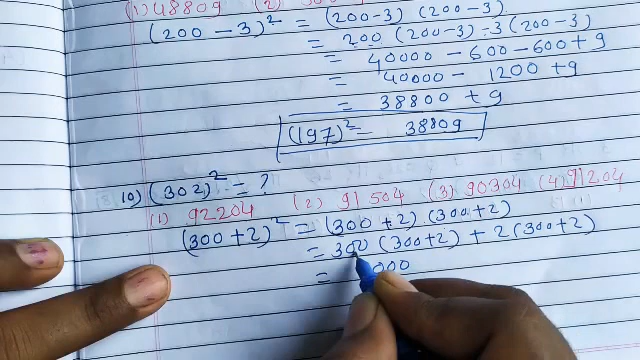 (1) 48809 (2)
(200-3)² = (200-3) (200-3)
= 200 (200-3) -3 (200-3)
= 40000 - 600 - 600 + 9
= 40000 - 1200 + 9
= 38800 + 9
(197)² = 38809
10) (302)² = ?
(1) 92204 (2) 91504 (3) 90304 (4) 91204
(300+2)² = (300+2) (300+2)
= 300 (300+2) + 2 (300+2)
= 000